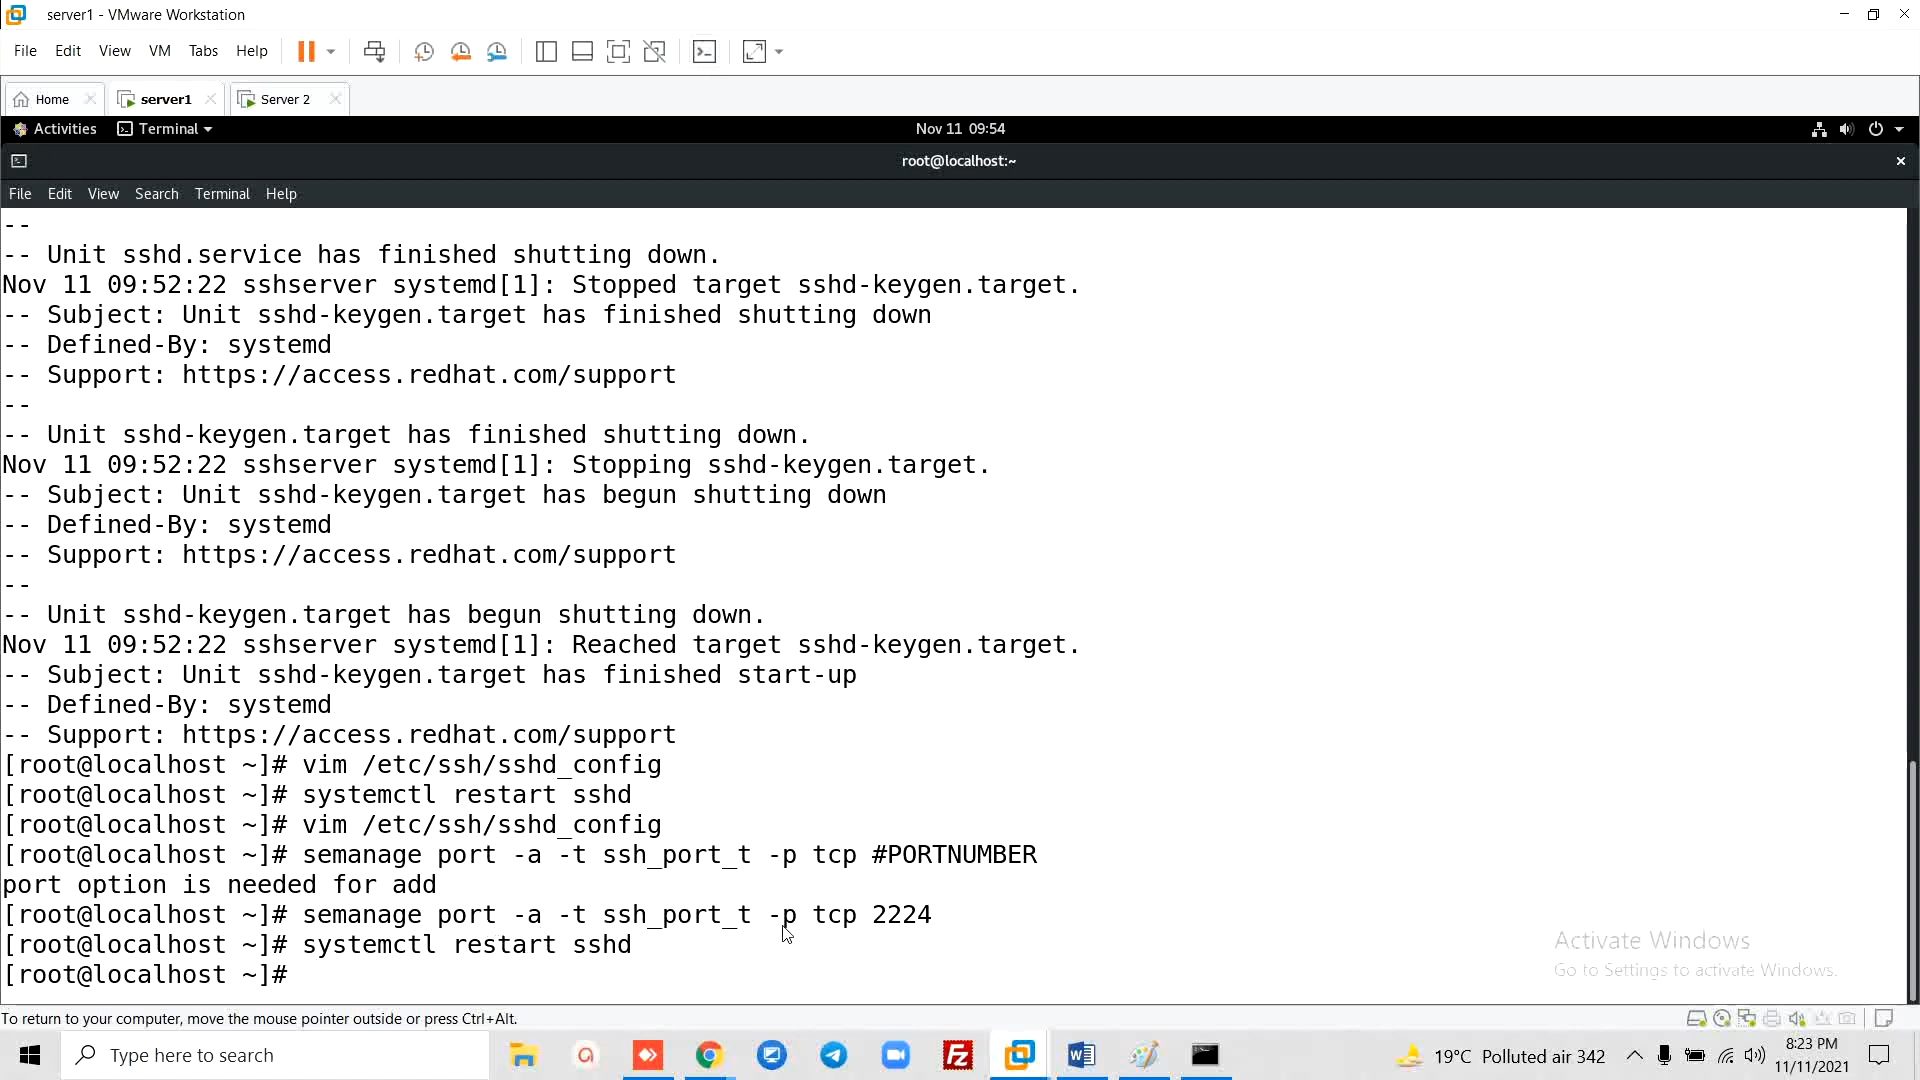 server1 - VMware Workstation
File Edit View VM Tabs Help
Home server1 Server 2
Activities Terminal Nov 11 09:54
root@localhost:~
File Edit View Search Terminal Help
--
-- Unit sshd.service has finished shutting down.
Nov 11 09:52:22 sshserver systemd[1]: Stopped target sshd-keygen.target.
-- Subject: Unit sshd-keygen.target has finished shutting down
-- Defined-By: systemd
-- Support: https://access.redhat.com/support
--
-- Unit sshd-keygen.target has finished shutting down.
Nov 11 09:52:22 sshserver systemd[1]: Stopping sshd-keygen.target.
-- Subject: Unit sshd-keygen.target has begun shutting down
-- Defined-By: systemd
-- Support: https://access.redhat.com/support
--
-- Unit sshd-keygen.target has begun shutting down.
Nov 11 09:52:22 sshserver systemd[1]: Reached target sshd-keygen.target.
-- Subject: Unit sshd-keygen.target has finished start-up
-- Defined-By: systemd
-- Support: https://access.redhat.com/support
[root@localhost ~]# vim /etc/ssh/sshd_config
[root@localhost ~]# systemctl restart sshd
[root@localhost ~]# vim /etc/ssh/sshd_config
[root@localhost ~]# semanage port -a -t ssh_port_t -p tcp #PORTNUMBER
port option is needed for add
[root@localhost ~]# semanage port -a -t ssh_port_t -p tcp 2224
[root@localhost ~]# systemctl restart sshd
[root@localhost ~]#
Activate Windows
Go to Settings to activate Windows.
To return to your computer, move the mouse pointer outside or press Ctrl+Alt.
Type here to search
19°C Polluted air 342
8:23 PM
11/11/2021